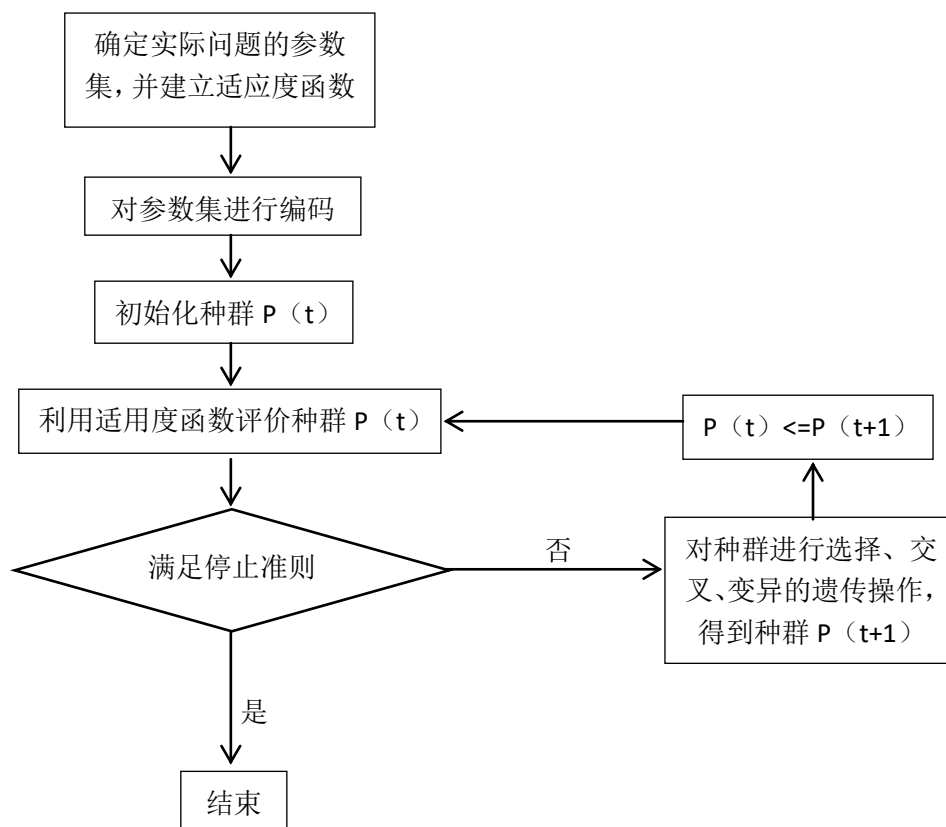 确定实际问题的参数
集，并建立适应度函数
对参数集进行编码
初始化种群 P（t）
利用适用度函数评价种群 P（t）
P（t）<=P（t+1）
满足停止准则
否
对种群进行选择、交
叉、变异的遗传操作，
得到种群 P（t+1）
是
结束